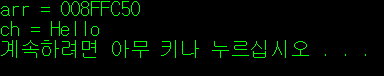 arr = 008FFC50
ch = Hello
계속하려면 아무 키나 누르십시오 . . .